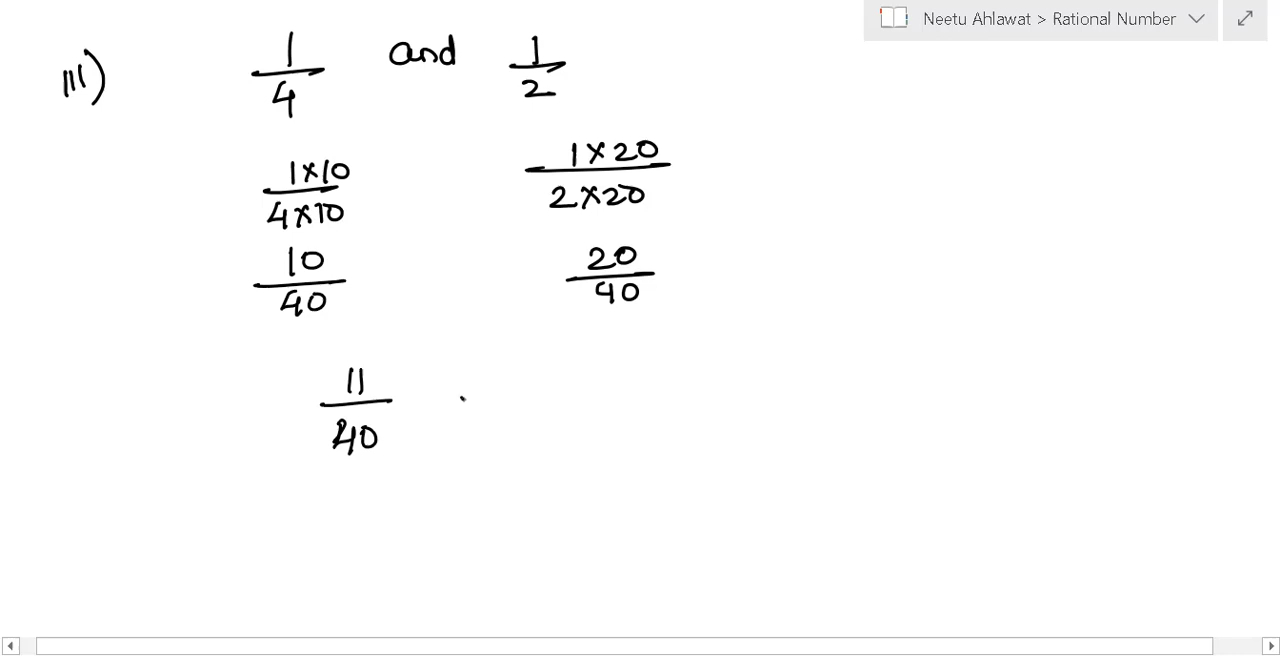 Neetu Ahlawat > Rational Number
III) 1/4 and 1/2
1×10/4×10 1×20/2×20
10/40 20/40
11/40